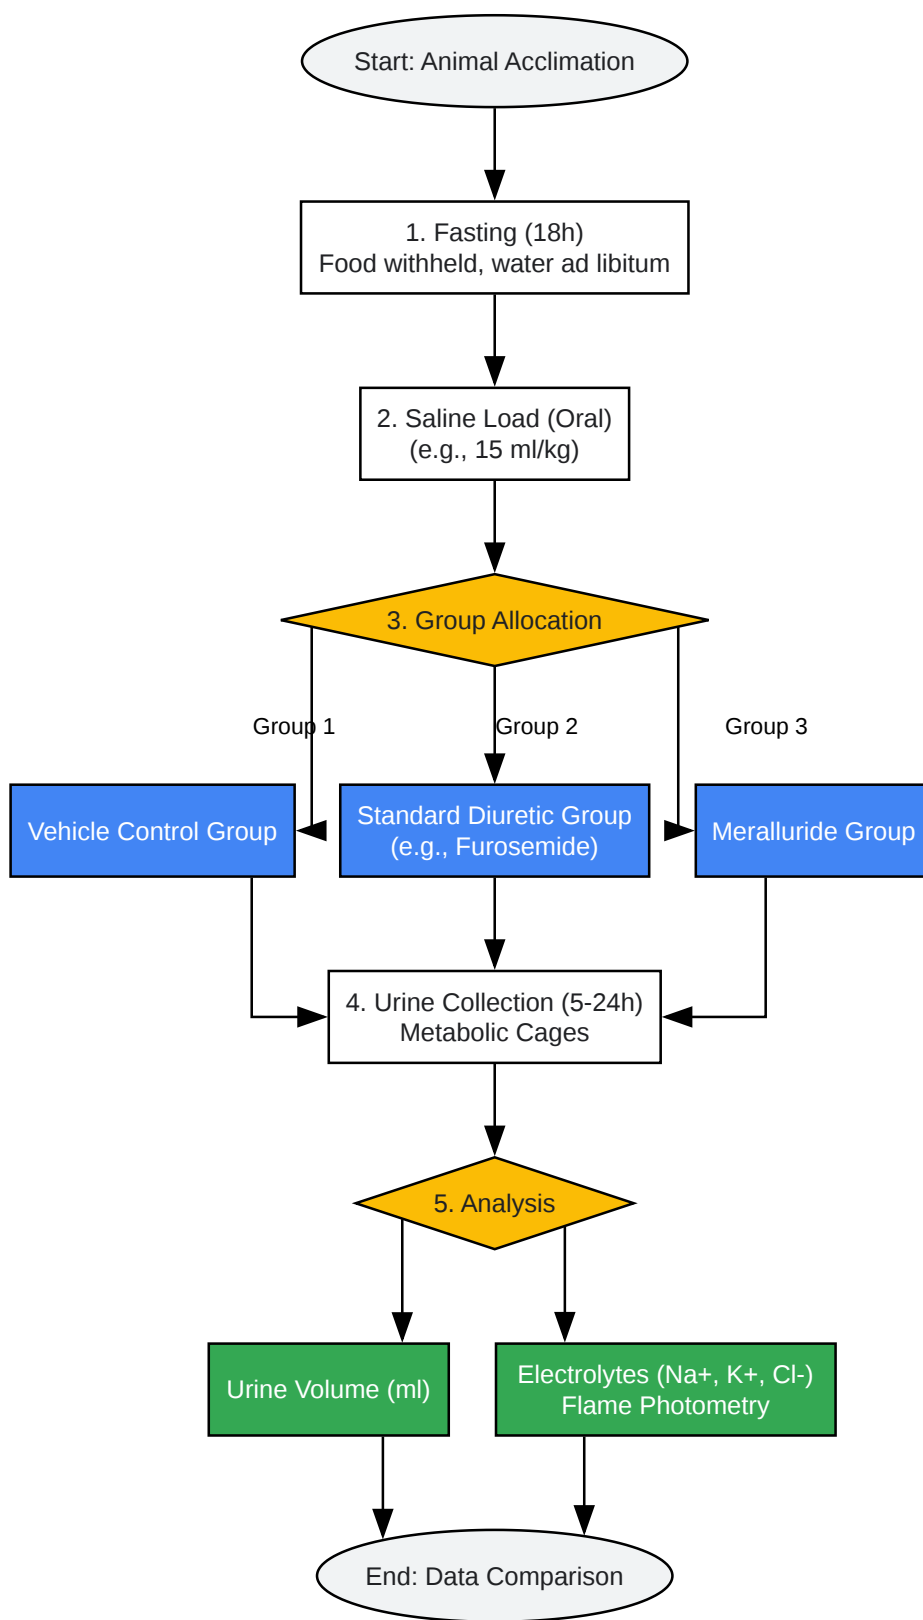 Start: Animal Acclimation
1. Fasting (18h)
Food withheld, water ad libitum
2. Saline Load (Oral)
(e.g., 15 ml/kg)
3. Group Allocation
Group 1
Group 2
Group 3
Vehicle Control Group
Standard Diuretic Group
(e.g., Furosemide)
Meralluride Group
4. Urine Collection (5-24h)
Metabolic Cages
5. Analysis
Urine Volume (ml)
Electrolytes (Na+, K+, Cl-)
Flame Photometry
End: Data Comparison